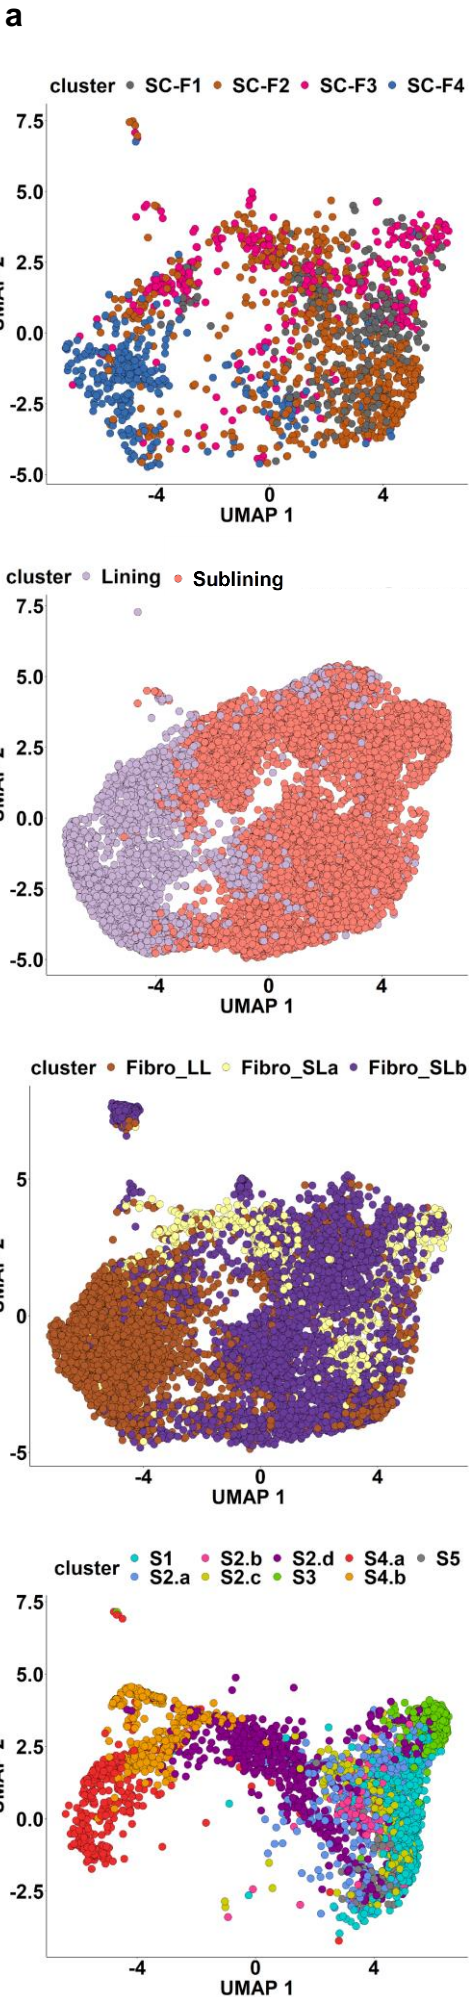 a
cluster SC-F1 SC-F2 SC-F3 SC-F4
7.5
5.0
2.5
0.0
-2.5
-5.0
-4 0 4
UMAP 1
cluster Lining Sublining
7.5
5.0
2.5
0.0
-2.5
-5.0
-4 0 4
UMAP 1
cluster Fibro_LL Fibro_SLa Fibro_SLb
5
0
-5
-4 0 4
UMAP 1
cluster S1 S2.b S2.d S4.a S5
S2.a S2.c S3 S4.b
7.5
5.0
2.5
0.0
-2.5
-4 0 4
UMAP 1